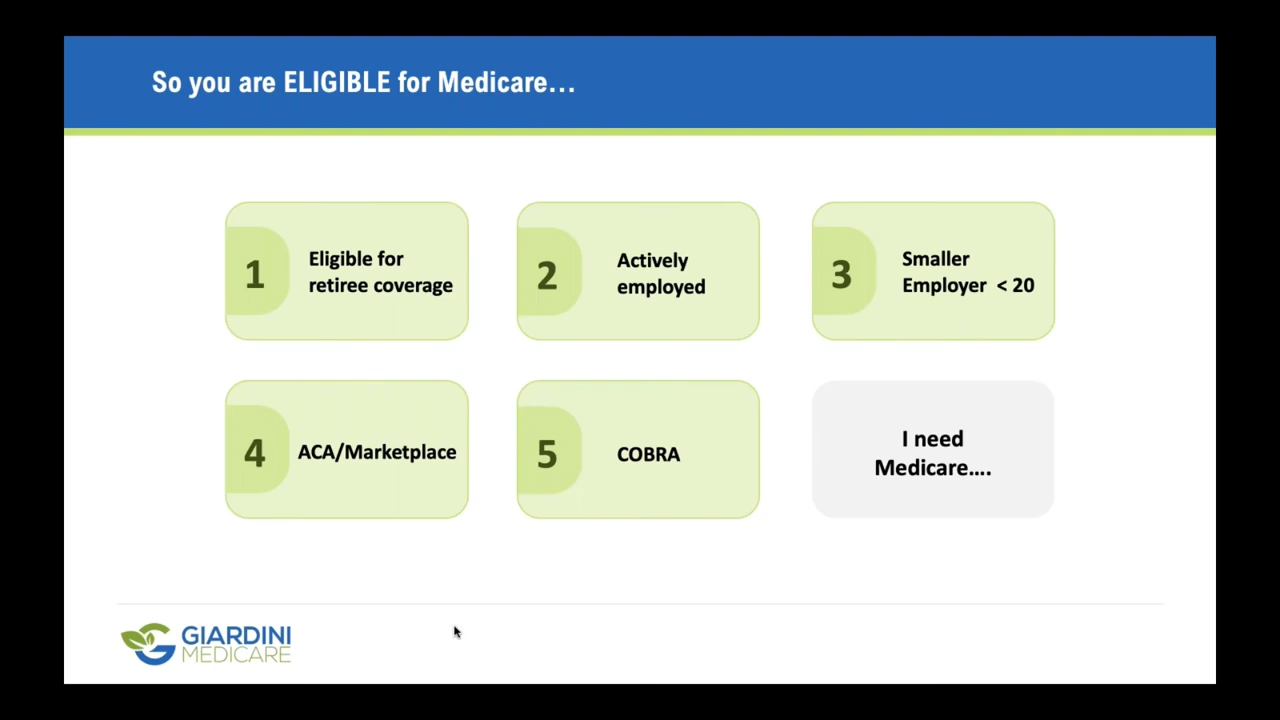 So you are ELIGIBLE for Medicare...
1
Eligible for
retiree coverage
2
Actively
employed
3
Smaller
Employer < 20
4
ACA/Marketplace
5
COBRA
I need
Medicare....
GIARDINI
MEDICARE